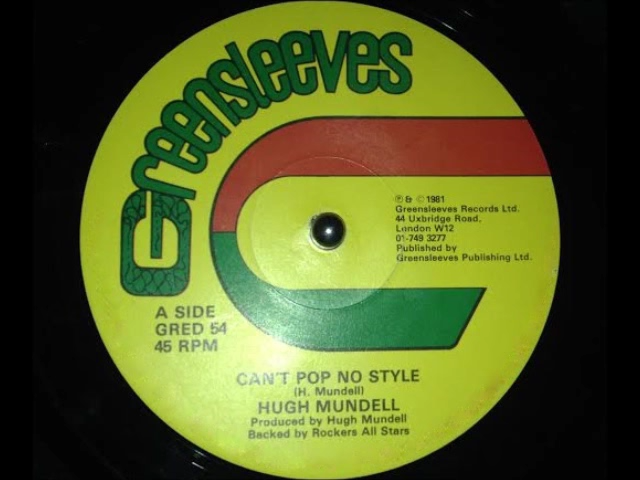 Greensleeves
℗ & © 1981
Greensleeves Records Ltd.
44 Uxbridge Road,
London W12
01-749 3277
Published by
Greensleeves Publishing Ltd.
A SIDE
GRED 54
45 RPM
CAN'T POP NO STYLE
(H. Mundell)
HUGH MUNDELL
Produced by Hugh Mundell
Backed by Rockers All Stars